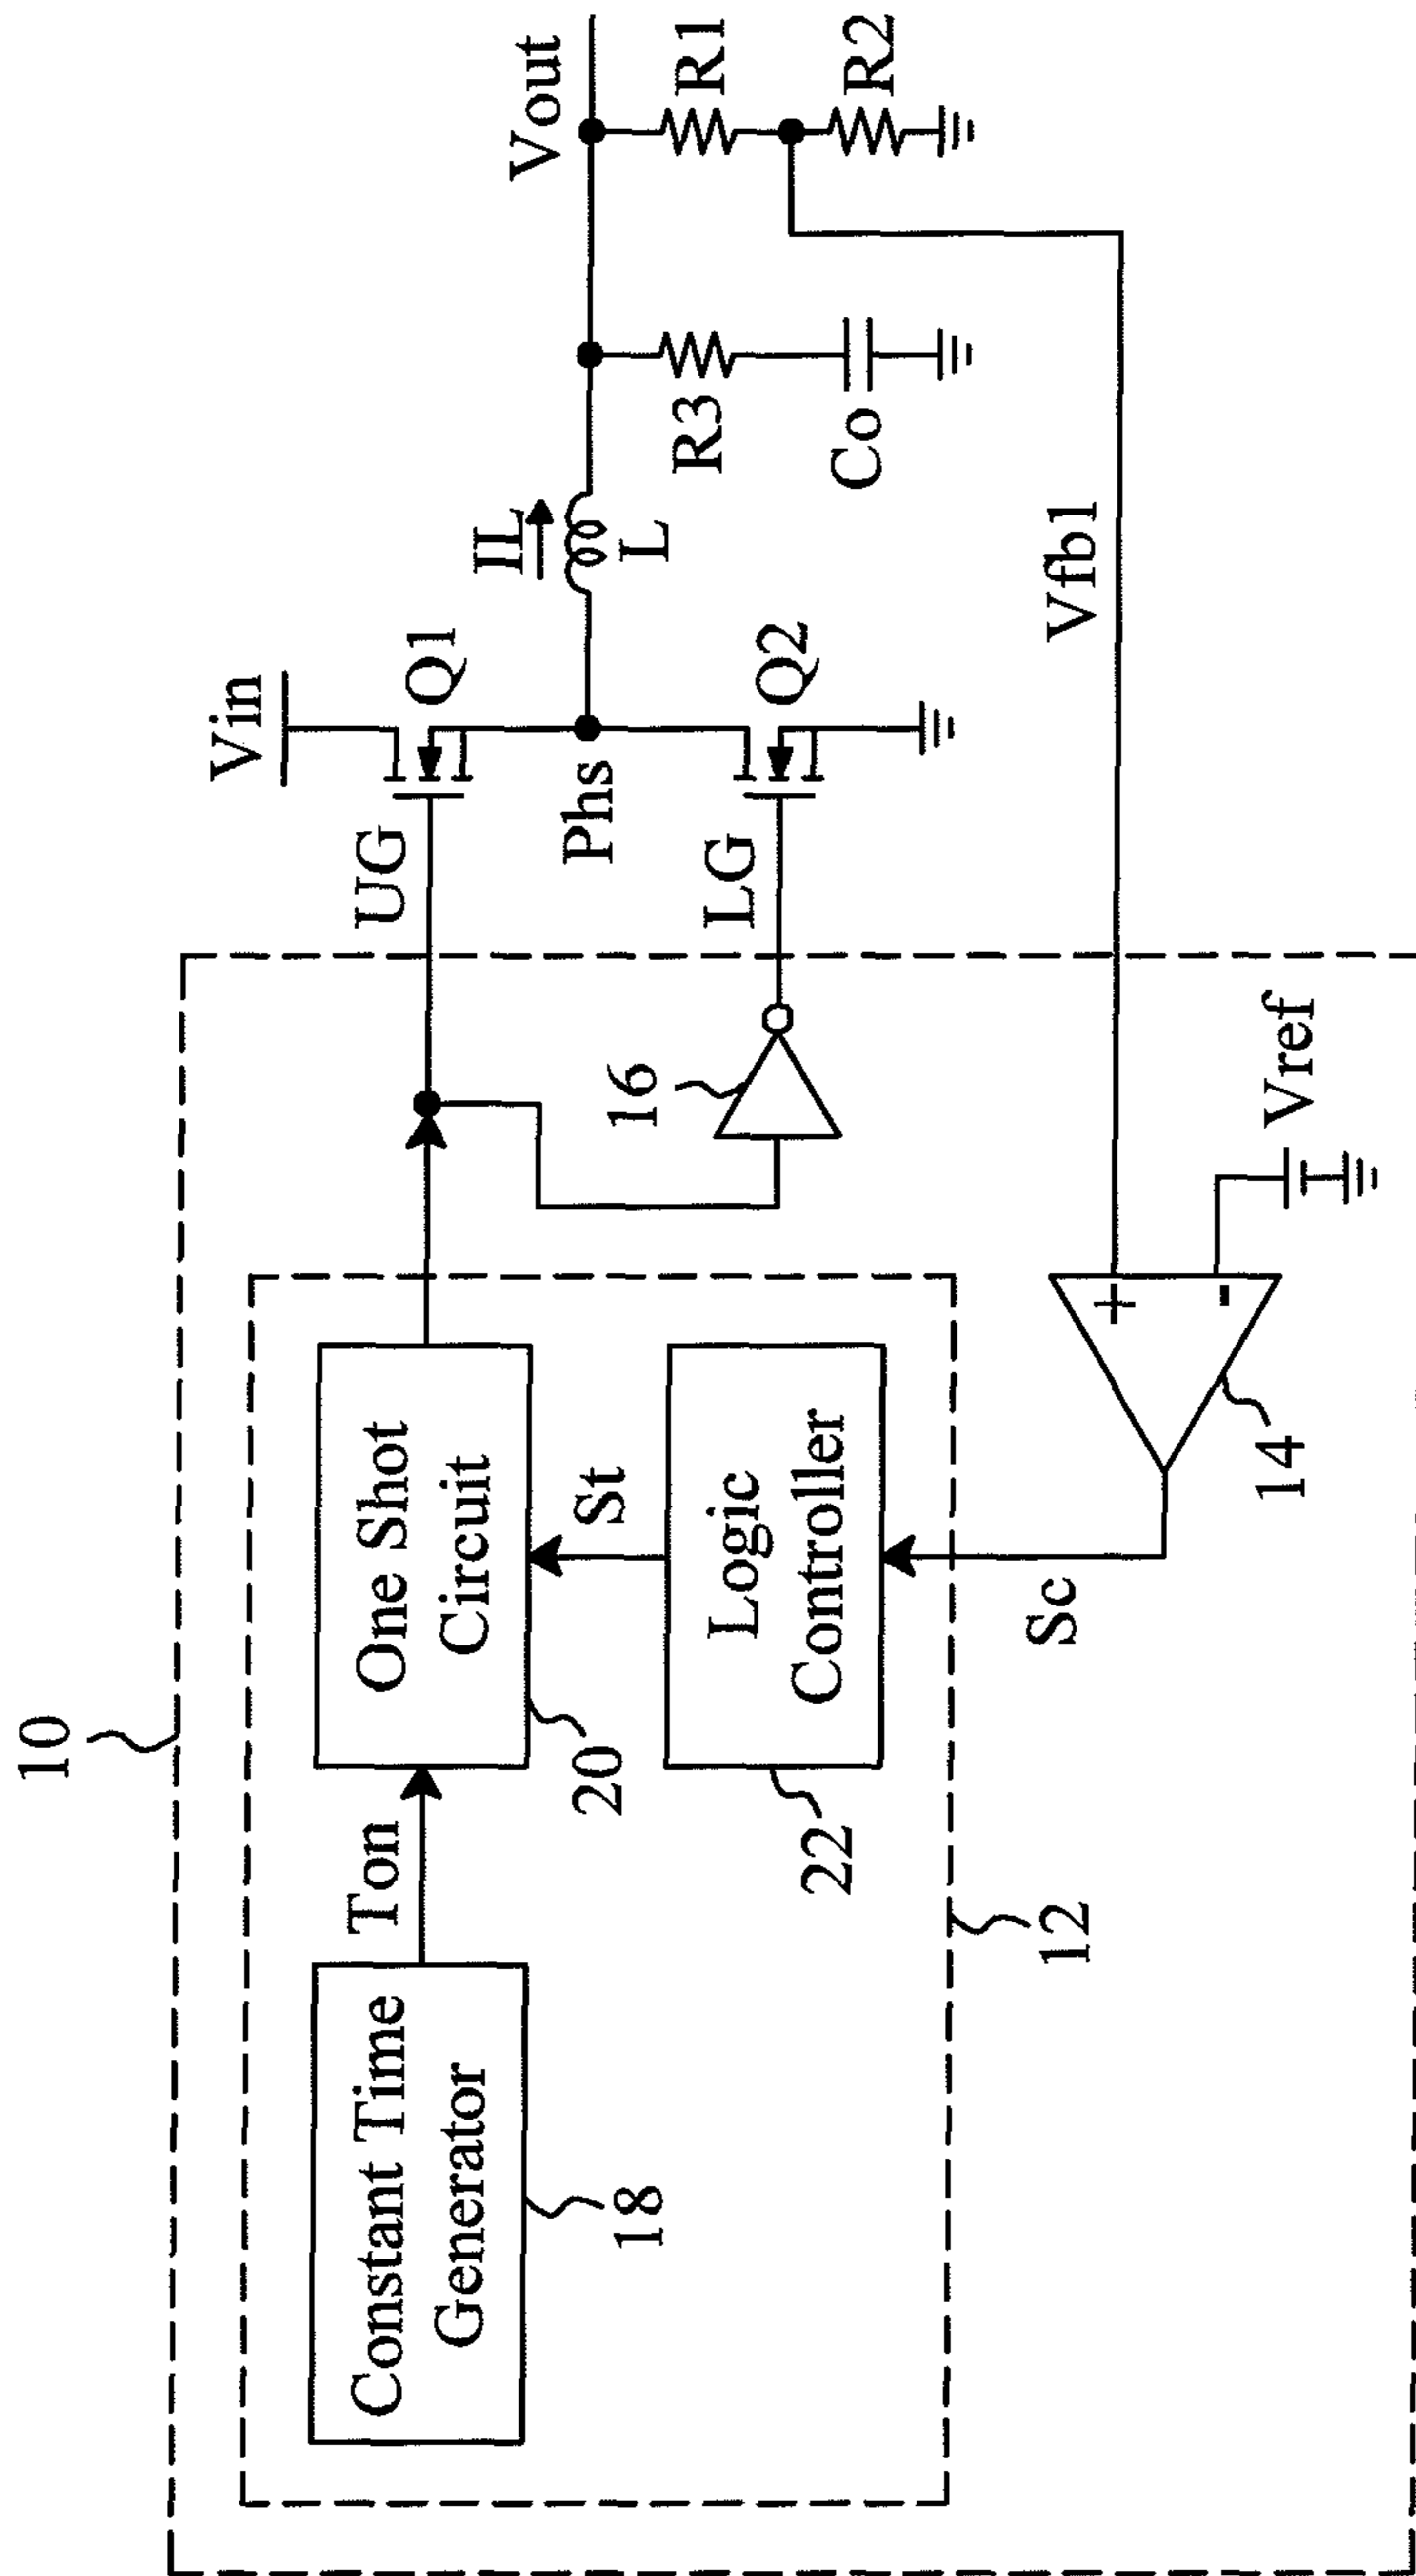 10
Vin
UG
Q1
IL
Vout
Constant Time
Generator
Ton
One Shot
Circuit
Phs
L
R3
R1
18
20
St
16
LG
Q2
Co
R2
Logic
Controller
22
12
Sc
Vfb1
+
-
14
Vref